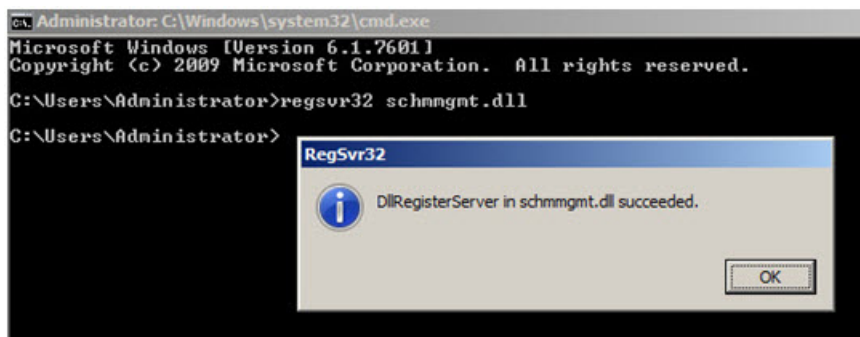 Administrator: C:\Windows\system32\cmd.exe
Microsoft Windows [Version 6.1.7601]
Copyright (c) 2009 Microsoft Corporation.  All rights reserved.
C:\Users\Administrator>regsvr32 schmmgmt.dll
C:\Users\Administrator>
RegSvr32
DllRegisterServer in schmmgmt.dll succeeded.
OK